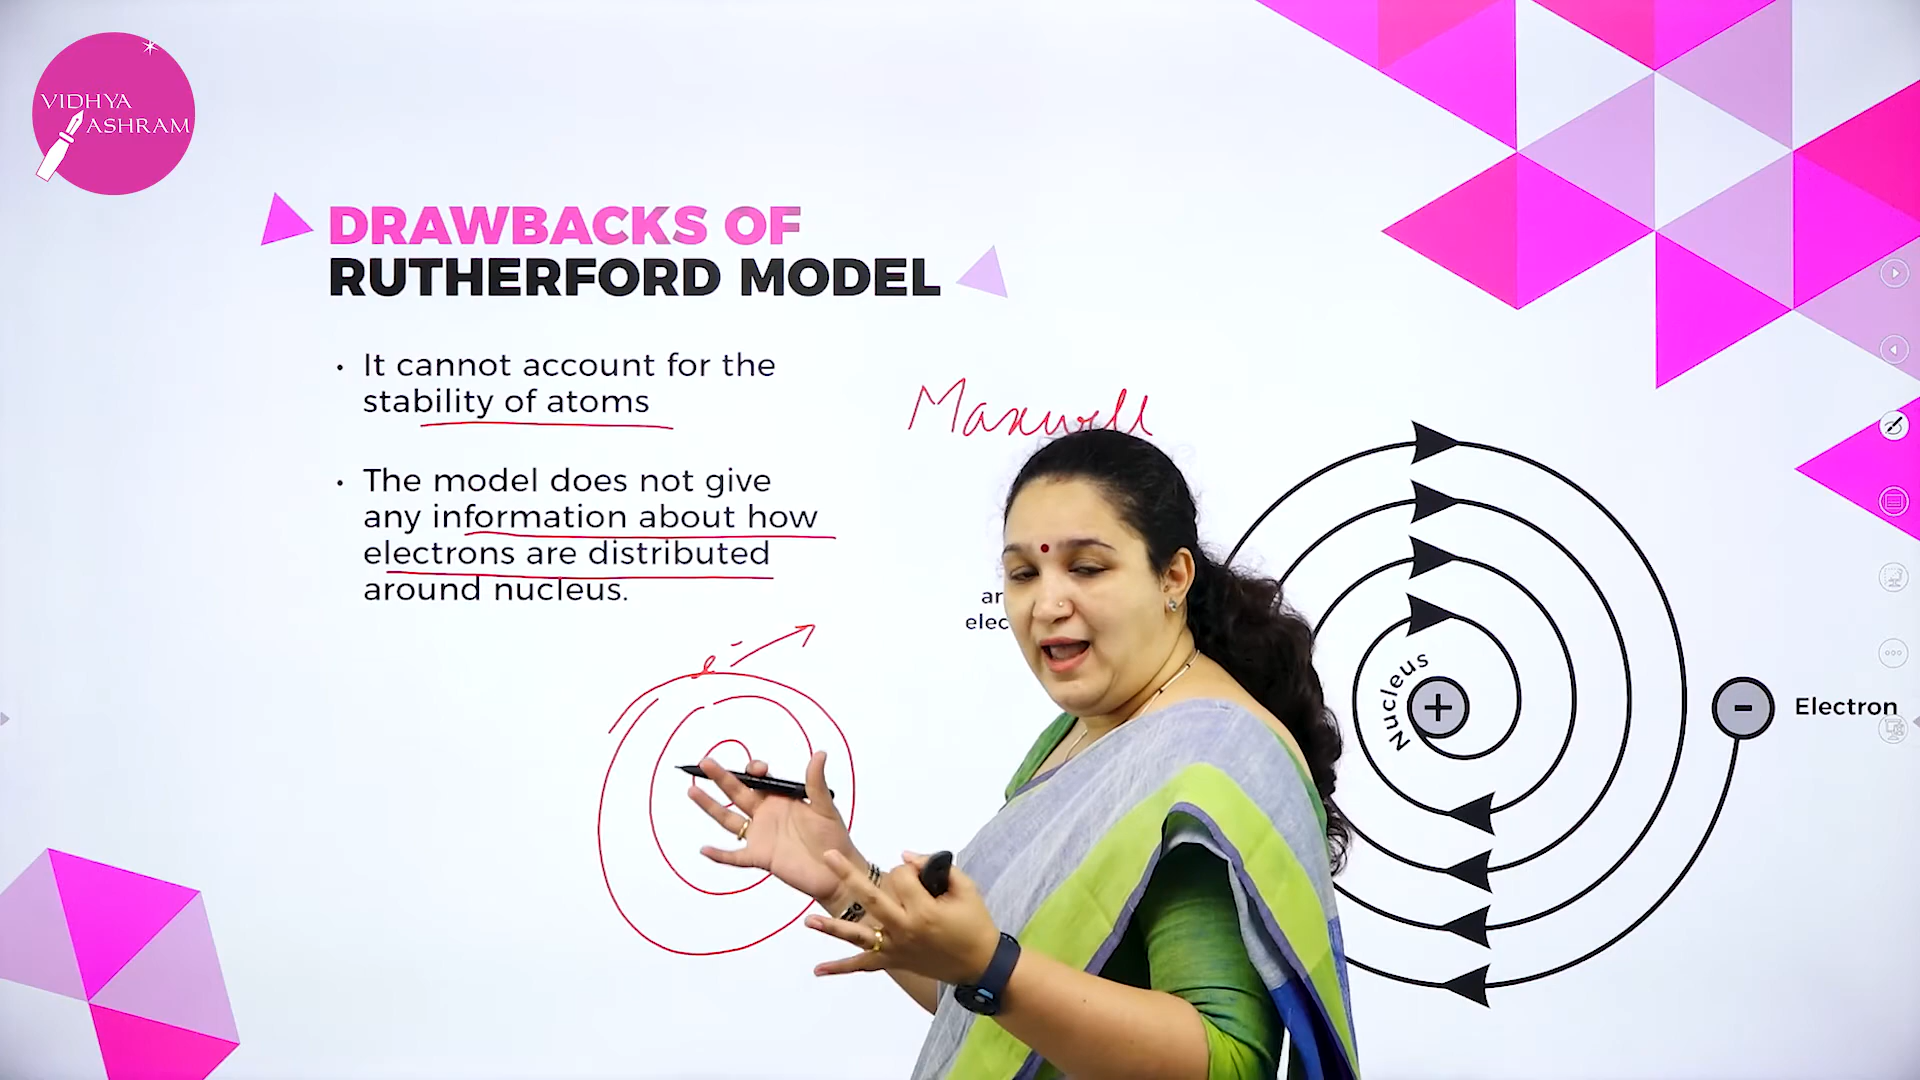 VIDHYA
ASHRAM
DRAWBACKS OF
RUTHERFORD MODEL
• It cannot account for the
stability of atoms
• The model does not give
any information about how
electrons are distributed
around nucleus.
Maxwell
e⁻
Nucleus
+
-
Electron